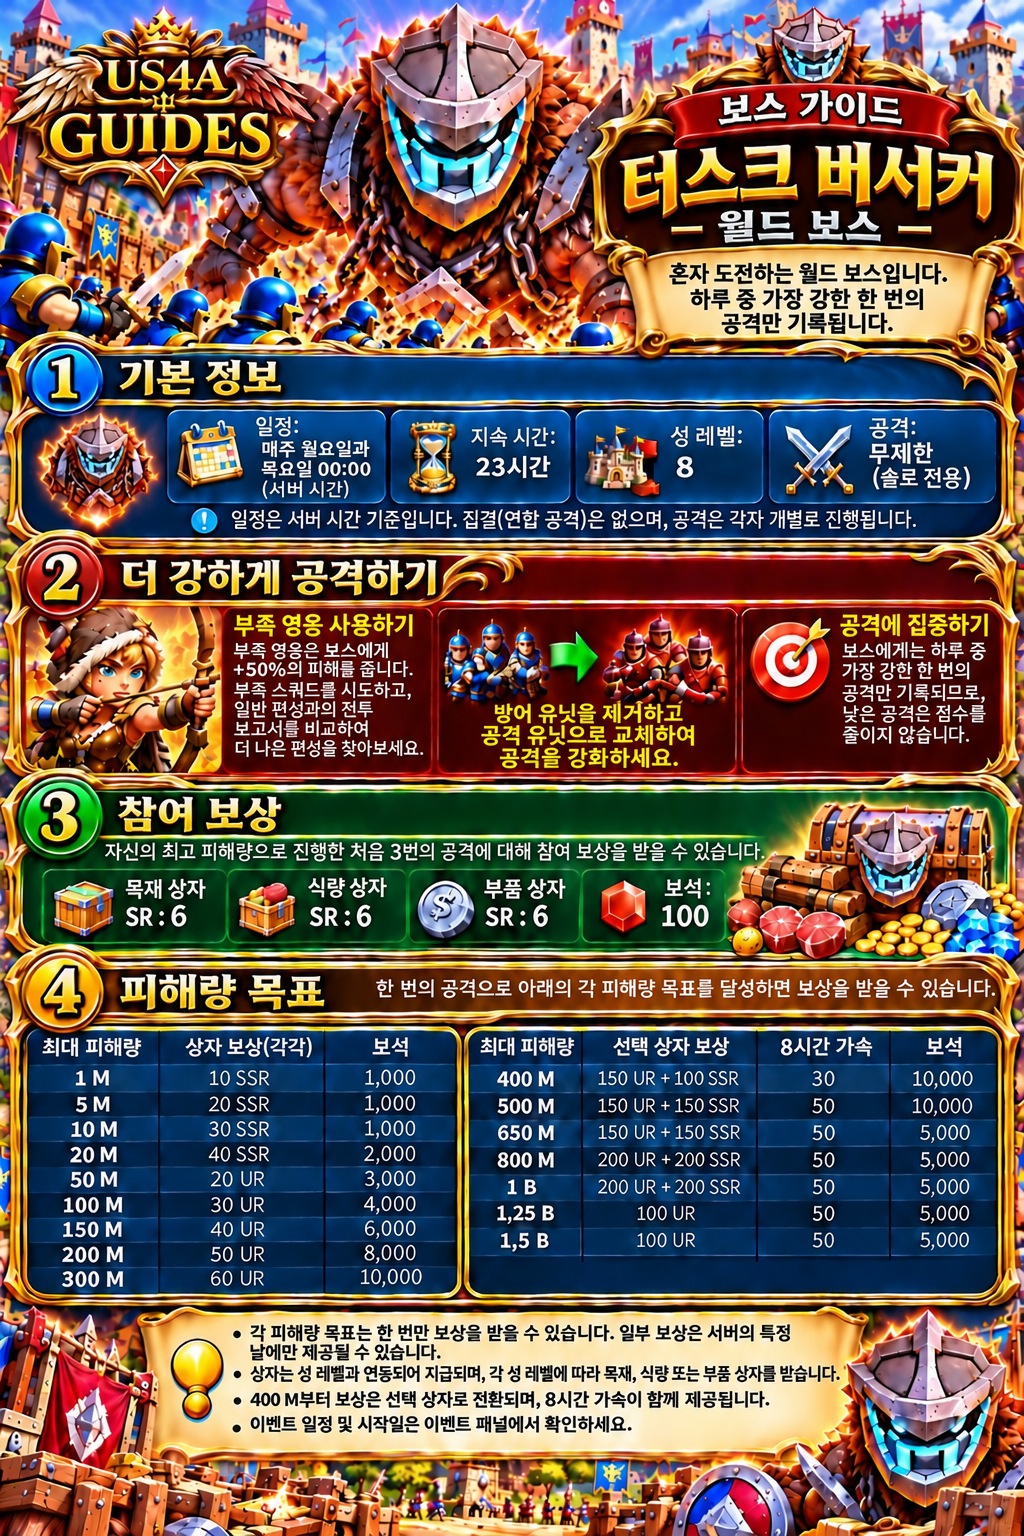 US4A
GUIDES
보스 가이드
터스크 버서커
월드 보스
혼자 도전하는 월드 보스입니다.
하루 중 가장 강한 한 번의
공격만 기록됩니다.
1 기본 정보
일정:
매주 월요일과
목요일 00:00
(서버 시간)
지속 시간:
23시간
성 레벨:
8
공격:
무제한
(솔로 전용)
일정은 서버 시간 기준입니다. 집결(연합 공격)은 없으며, 공격은 각자 개별로 진행됩니다.
2 더 강하게 공격하기
부족 영웅 사용하기
부족 영웅은 보스에게
+50%의 피해를 줍니다.
부족 스쿼드를 시도하고,
일반 편성과의 전투
보고서를 비교하여
더 나은 편성을 찾아보세요.
방어 유닛을 제거하고
공격 유닛으로 교체하여
공격을 강화하세요.
공격에 집중하기
보스에게는 하루 중
가장 강한 한 번의
공격만 기록되므로,
낮은 공격은 점수를
줄이지 않습니다.
3 참여 보상
자신의 최고 피해량으로 진행한 처음 3번의 공격에 대해 참여 보상을 받을 수 있습니다.
목재 상자
SR : 6
식량 상자
SR : 6
부품 상자
SR : 6
보석:
100
4 피해량 목표
한 번의 공격으로 아래의 각 피해량 목표를 달성하면 보상을 받을 수 있습니다.
최대 피해량 상자 보상(각각) 보석
1 M 10 SSR 1,000
5 M 20 SSR 1,000
10 M 30 SSR 1,000
20 M 40 SSR 2,000
50 M 20 UR 3,000
100 M 30 UR 4,000
150 M 40 UR 6,000
200 M 50 UR 8,000
300 M 60 UR 10,000
최대 피해량 선택 상자 보상 8시간 가속 보석
400 M 150 UR + 100 SSR 30 10,000
500 M 150 UR + 150 SSR 50 10,000
650 M 150 UR + 150 SSR 50 5,000
800 M 200 UR + 200 SSR 50 5,000
1 B 200 UR + 200 SSR 50 5,000
1,25 B 100 UR 50 5,000
1,5 B 100 UR 50 5,000
• 각 피해량 목표는 한 번만 보상을 받을 수 있습니다. 일부 보상은 서버의 특정
날에만 제공될 수 있습니다.
• 상자는 성 레벨과 연동되어 지급되며, 각 성 레벨에 따라 목재, 식량 또는 부품 상자를 받습니다.
• 400 M부터 보상은 선택 상자로 전환되며, 8시간 가속이 함께 제공됩니다.
• 이벤트 일정 및 시작일은 이벤트 패널에서 확인하세요.